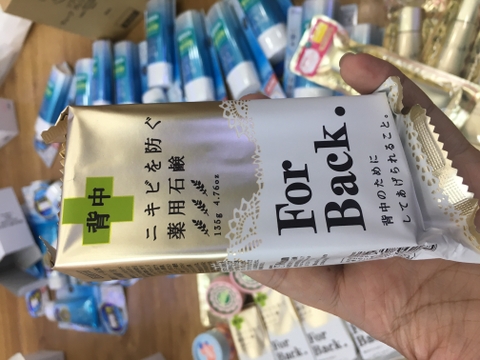 背中
ニキビを防ぐ
薬用石鹸
135g 4.76oz
For
Back.
背中のために
してあげられること。